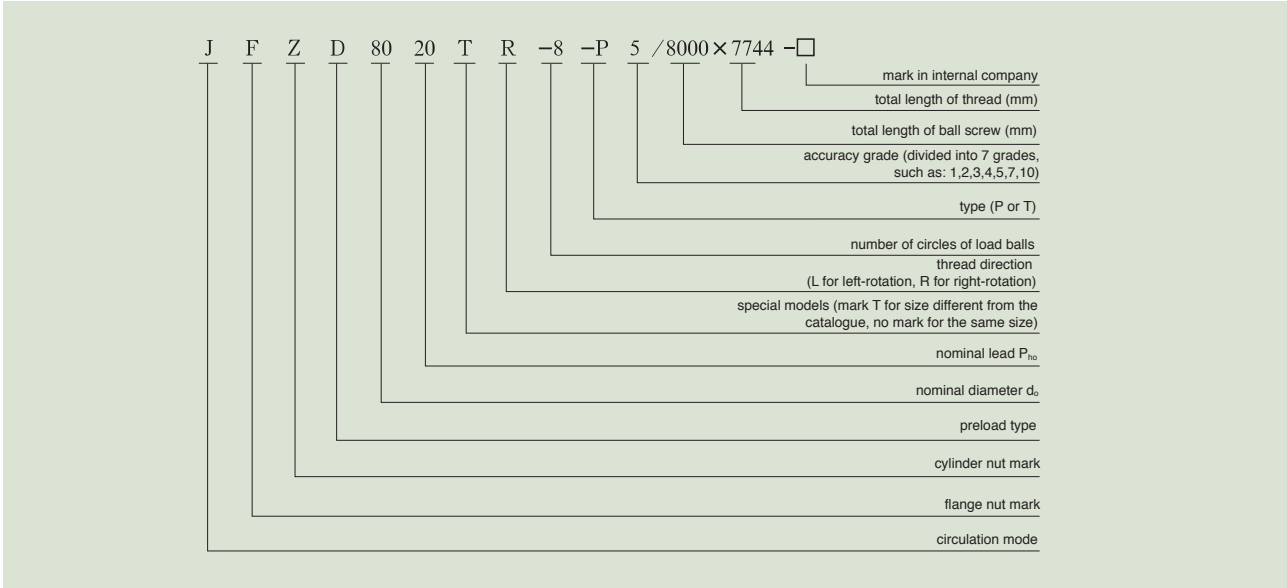 J F Z D 80 20 T R -8 -P 5 /8000×7744-□
mark in internal company
total length of thread (mm)
total length of ball screw (mm)
accuracy grade (divided into 7 grades,
such as: 1,2,3,4,5,7,10)
type (P or T)
number of circles of load balls
thread direction
(L for left-rotation, R for right-rotation)
special models (mark T for size different from the
catalogue, no mark for the same size)
nominal lead Pho
nominal diameter do
preload type
cylinder nut mark
flange nut mark
circulation mode